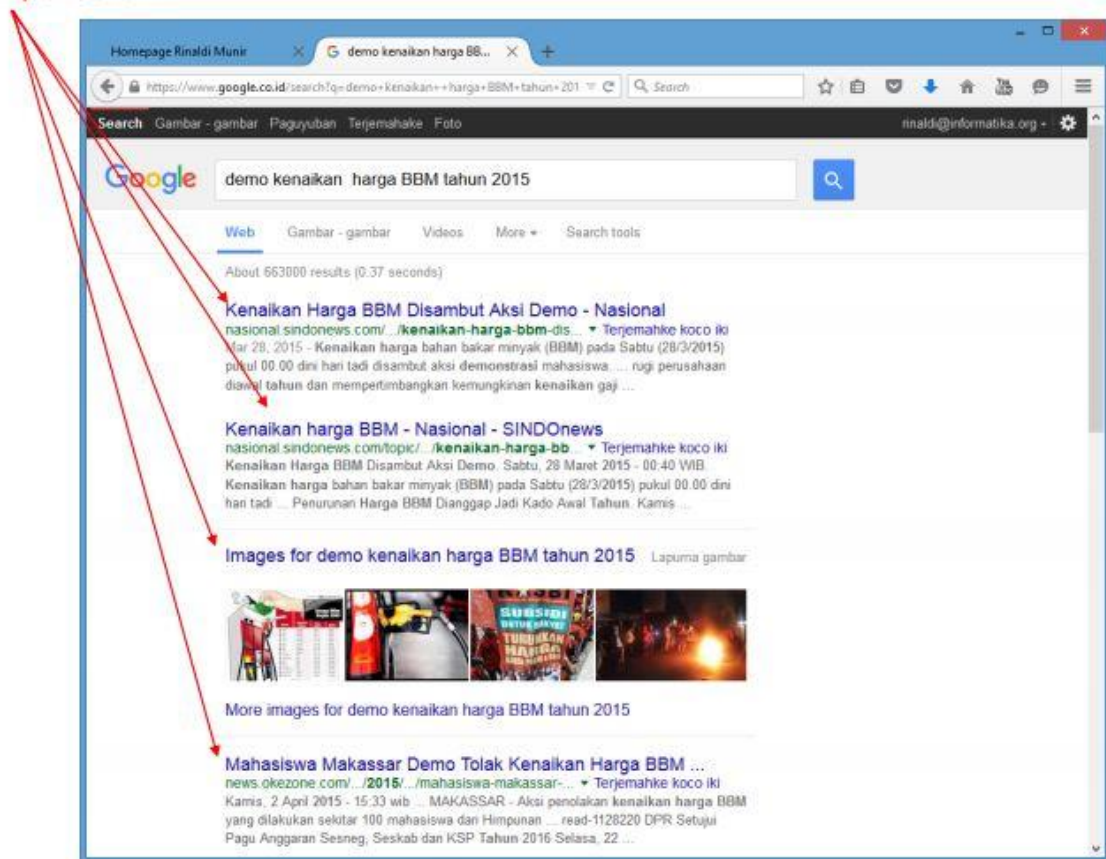 Homepage Rinaldi Munir
demo kenaikan harga BB...
https://www.google.co.id/search?q=demo+kenaikan++harga+BBM+tahun+201
Search
Search Gambar - gambar Paguyuban Terjemahake Foto
rinaldi@informatika.org
Google
demo kenaikan harga BBM tahun 2015
Web Gambar - gambar Videos More Search tools
About 663000 results (0.37 seconds)
Kenaikan Harga BBM Disambut Aksi Demo - Nasional
nasional.sindonews.com/.../kenaikan-harga-bbm-dis... Terjemahke koco iki
Mar 28, 2015 - Kenaikan harga bahan bakar minyak (BBM) pada Sabtu (28/3/2015)
pukul 00.00 dini hari tadi disambut aksi demonstrasi mahasiswa. ... rugi perusahaan
diawal tahun dan mempertimbangkan kemungkinan kenaikan gaji ...
Kenaikan harga BBM - Nasional - SINDOnews
nasional.sindonews.com/topic/.../kenaikan-harga-bb... Terjemahke koco iki
Kenaikan Harga BBM Disambut Aksi Demo. Sabtu, 28 Maret 2015 - 00:40 WIB.
Kenaikan harga bahan bakar minyak (BBM) pada Sabtu (28/3/2015) pukul 00.00 dini
hari tadi ... Penurunan Harga BBM Dianggap Jadi Kado Awal Tahun. Kamis ...
Images for demo kenaikan harga BBM tahun 2015 Lapurna gambar
SUBSIDI
UNTUK RAKYAT
TURUNKAN
HARGA
More images for demo kenaikan harga BBM tahun 2015
Mahasiswa Makassar Demo Tolak Kenaikan Harga BBM ...
news.okezone.com/.../2015/.../mahasiswa-makassar-... Terjemahke koco iki
Kamis, 2 April 2015 - 15:33 wib ... MAKASSAR - Aksi penolakan kenaikan harga BBM
yang dilakukan sekitar 100 mahasiswa dari Himpunan ... read-1128220 DPR Setujui
Pagu Anggaran Sesneg, Seskab dan KSP Tahun 2016 Selasa, 22 ...